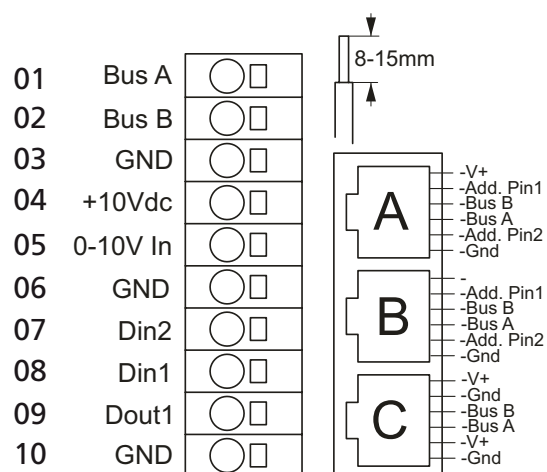 01 Bus A
02 Bus B
03 GND
04 +10Vdc
05 0-10V In
06 GND
07 Din2
08 Din1
09 Dout1
10 GND
8-15mm
A
-V+
-Add. Pin1
-Bus B
-Bus A
-Add. Pin2
-Gnd
B
-
-Add. Pin1
-Bus B
-Bus A
-Add. Pin2
-Gnd
C
-V+
-Gnd
-Bus B
-Bus A
-V+
-Gnd